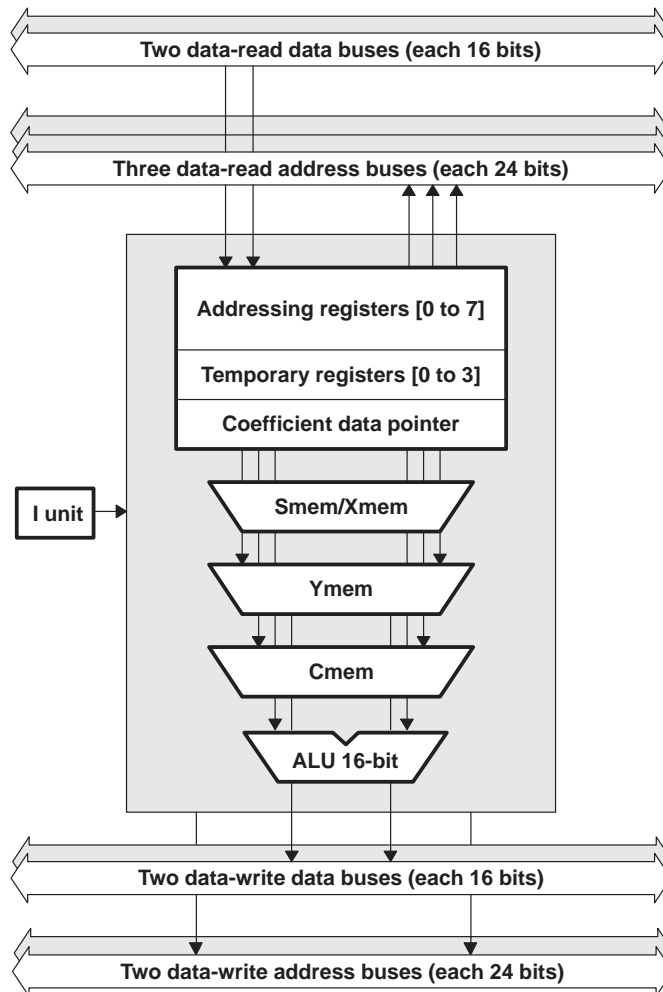 Two data-read data buses (each 16 bits)
Three data-read address buses (each 24 bits)
Addressing registers [0 to 7]
Temporary registers [0 to 3]
Coefficient data pointer
I unit
Smem/Xmem
Ymem
Cmem
ALU 16-bit
Two data-write data buses (each 16 bits)
Two data-write address buses (each 24 bits)